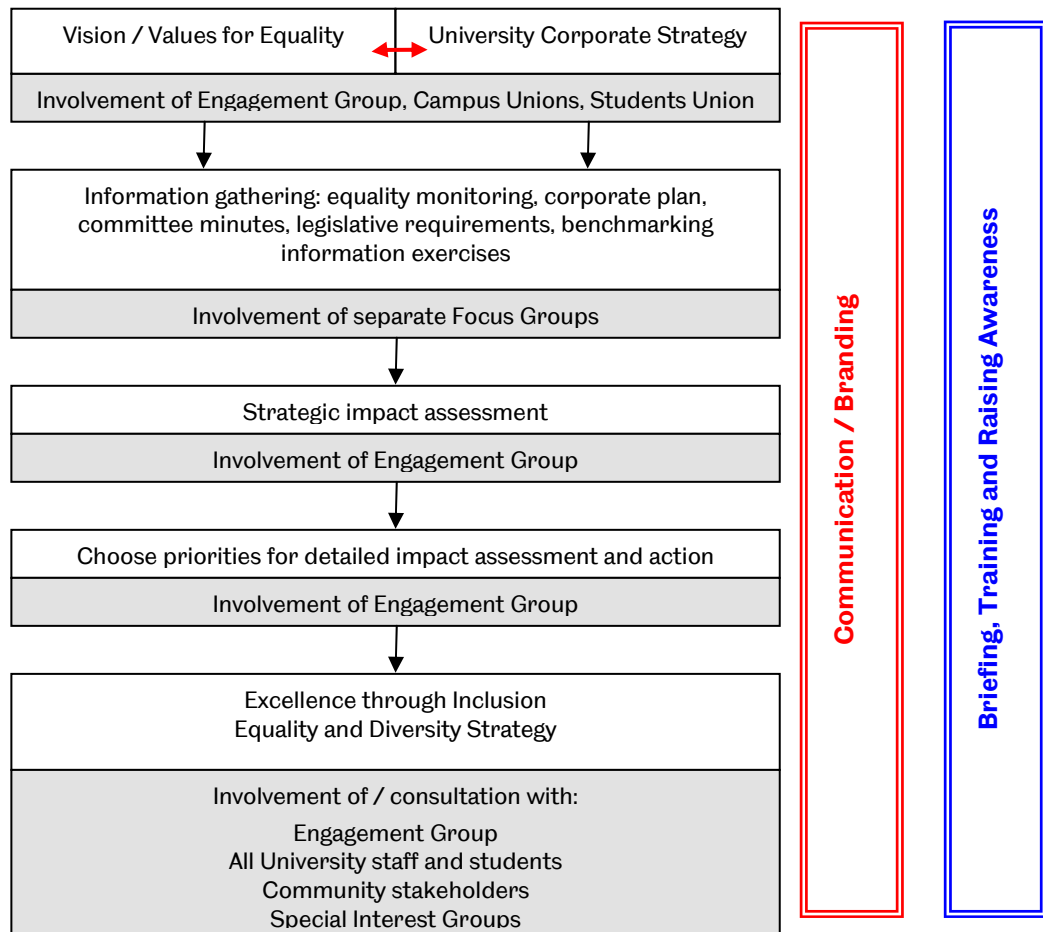 Vision / Values for Equality
University Corporate Strategy
Involvement of Engagement Group, Campus Unions, Students Union
Information gathering: equality monitoring, corporate plan,
committee minutes, legislative requirements, benchmarking
information exercises
Involvement of separate Focus Groups
Strategic impact assessment
Involvement of Engagement Group
Choose priorities for detailed impact assessment and action
Involvement of Engagement Group
Excellence through Inclusion
Equality and Diversity Strategy
Involvement of / consultation with:
Engagement Group
All University staff and students
Community stakeholders
Special Interest Groups
Communication / Branding
Briefing, Training and Raising Awareness